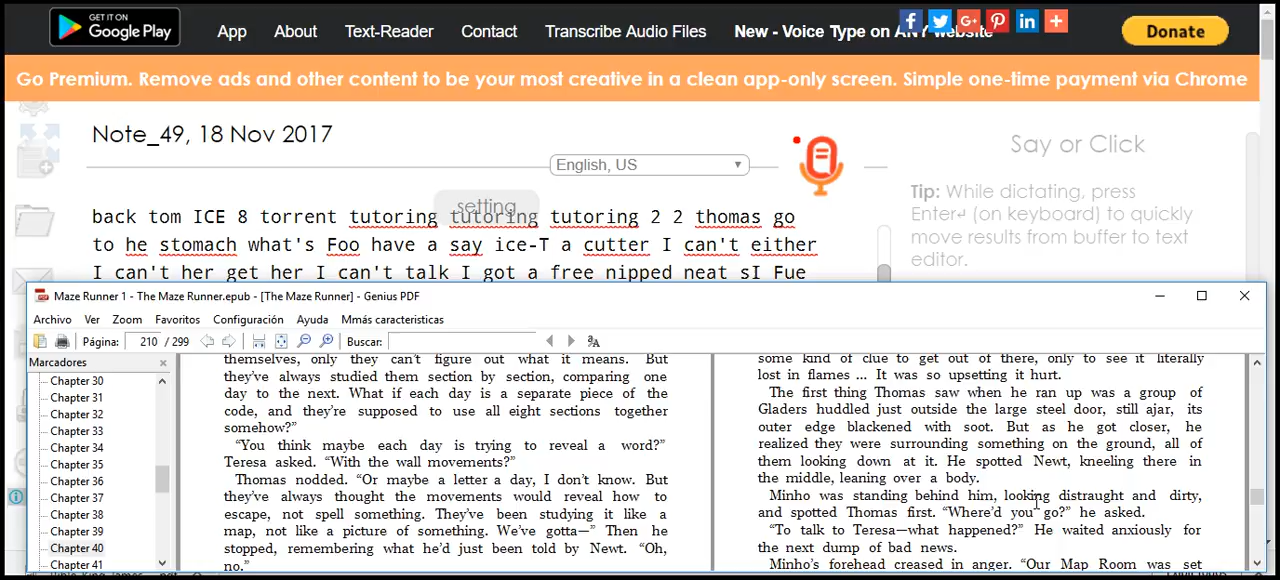 GET IT ON
Google Play
App
About
Text-Reader
Contact
Transcribe Audio Files
New - Voice Type on ANY website
Donate
Go Premium. Remove ads and other content to be your most creative in a clean app-only screen. Simple one-time payment via Chrome
Note_49, 18 Nov 2017
English, US
Say or Click
setting
back tom ICE 8 torrent tutoring tutoring tutoring 2 2 thomas go
to he stomach what's Foo have a say ice-T a cutter I can't either
I can't her get her I can't talk I got a free nipped neat sI Fue
Tip: While dictating, press
Enter↵ (on keyboard) to quickly
move results from buffer to text
editor.
Maze Runner 1 - The Maze Runner.epub - [The Maze Runner] - Genius PDF
Archivo Ver Zoom Favoritos Configuración Ayuda Mmás características
Página: 210 / 299 Buscar:
Marcadores
Chapter 30
Chapter 31
Chapter 32
Chapter 33
Chapter 34
Chapter 35
Chapter 36
Chapter 37
Chapter 38
Chapter 39
Chapter 40
Chapter 41
themselves, only they can't figure out what it means. But
they've always studied them section by section, comparing one
day to the next. What if each day is a separate piece of the
code, and they're supposed to use all eight sections together
somehow?"
"You think maybe each day is trying to reveal a word?"
Teresa asked. "With the wall movements?"
Thomas nodded. "Or maybe a letter a day, I don't know. But
they've always thought the movements would reveal how to
escape, not spell something. They've been studying it like a
map, not like a picture of something. We've gotta—" Then he
stopped, remembering what he'd just been told by Newt. "Oh,
no."
some kind of clue to get out of there, only to see it literally
lost in flames ... It was so upsetting it hurt.
The first thing Thomas saw when he ran up was a group of
Gladers huddled just outside the large steel door, still ajar, its
outer edge blackened with soot. But as he got closer, he
realized they were surrounding something on the ground, all of
them looking down at it. He spotted Newt, kneeling there in
the middle, leaning over a body.
Minho was standing behind him, looking distraught and dirty,
and spotted Thomas first. "Where'd you go?" he asked.
"To talk to Teresa—what happened?" He waited anxiously for
the next dump of bad news.
Minho's forehead creased in anger. "Our Map Room was set